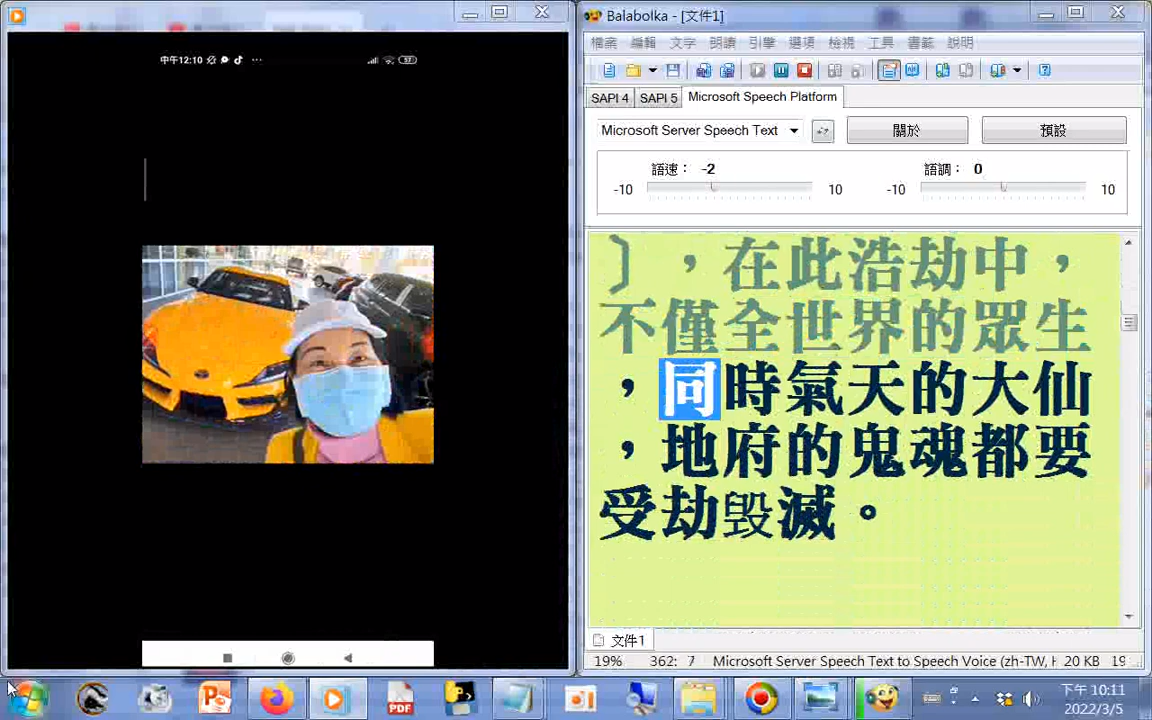 中午12:10
37
Balabolka - [文件1]
檔案 編輯 文字 朗讀 引擎 選項 檢視 工具 書籤 說明
SAPI 4 SAPI 5 Microsoft Speech Platform
Microsoft Server Speech Text 關於 預設
語速： -2 語調： 0
-10 10 -10 10
〕，在此浩劫中，
不僅全世界的眾生
，同時氣天的大仙
，地府的鬼魂都要
受劫毀滅。
文件1
19% 362: 7 Microsoft Server Speech Text to Speech Voice (zh-TW, H 20 KB 19
PDF
下午 10:11
2022/3/5